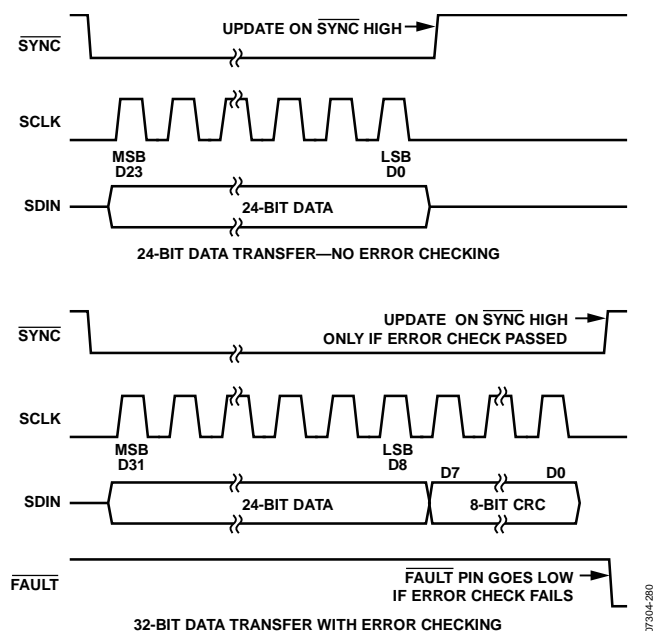 UPDATE ON SYNC HIGH
SYNC
SCLK
MSB
D23
LSB
D0
SDIN
24-BIT DATA
24-BIT DATA TRANSFER—NO ERROR CHECKING
UPDATE ON SYNC HIGH
ONLY IF ERROR CHECK PASSED
SYNC
SCLK
MSB
D31
LSB
D8
D7
D0
SDIN
24-BIT DATA
8-BIT CRC
FAULT
FAULT PIN GOES LOW
IF ERROR CHECK FAILS
32-BIT DATA TRANSFER WITH ERROR CHECKING
07304-280